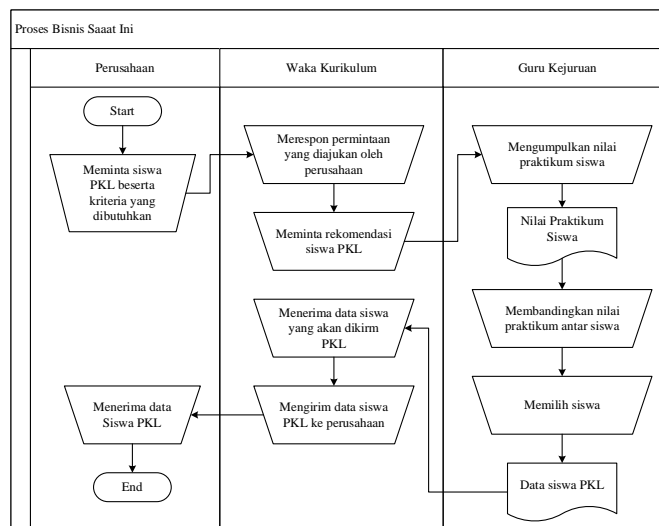 Proses Bisnis Saaat Ini
Perusahaan
Waka Kurikulum
Guru Kejuruan
Start
Meminta siswa
PKL beserta
kriteria yang
dibutuhkan
Merespon permintaan
yang diajukan oleh
perusahaan
Meminta rekomendasi
siswa PKL
Mengumpulkan nilai
praktikum siswa
Nilai Praktikum
Siswa
Membandingkan nilai
praktikum antar siswa
Memilih siswa
Data siswa PKL
Menerima data siswa
yang akan dikirm
PKL
Mengirim data siswa
PKL ke perusahaan
Menerima data
Siswa PKL
End